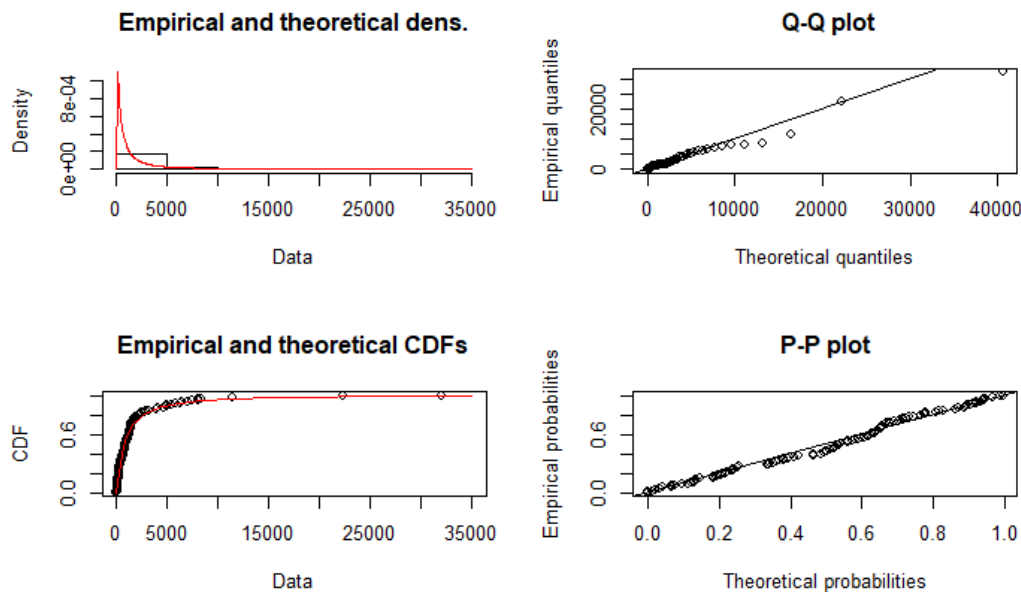 Empirical and theoretical dens.
Density
0e+00 8e-04
0 5000 15000 25000 35000
Data
Q-Q plot
Empirical quantiles
0 20000
0 10000 20000 30000 40000
Theoretical quantiles
Empirical and theoretical CDFs
CDF
0.0 0.6
0 5000 15000 25000 35000
Data
P-P plot
Empirical probabilities
0.0 0.6
0.0 0.2 0.4 0.6 0.8 1.0
Theoretical probabilities